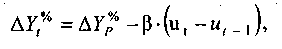 ΔY_t^% = ΔY_P^% − β·(u_t − u_{t−1}),